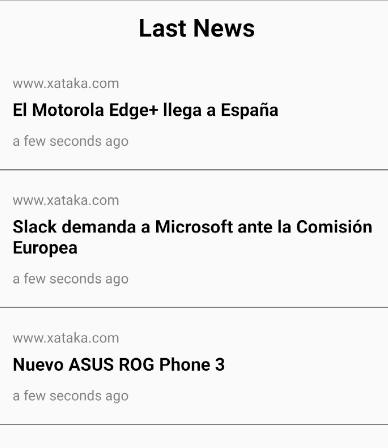 Last News
www.xataka.com
El Motorola Edge+ llega a España
a few seconds ago
www.xataka.com
Slack demanda a Microsoft ante la Comisión
Europea
a few seconds ago
www.xataka.com
Nuevo ASUS ROG Phone 3
a few seconds ago